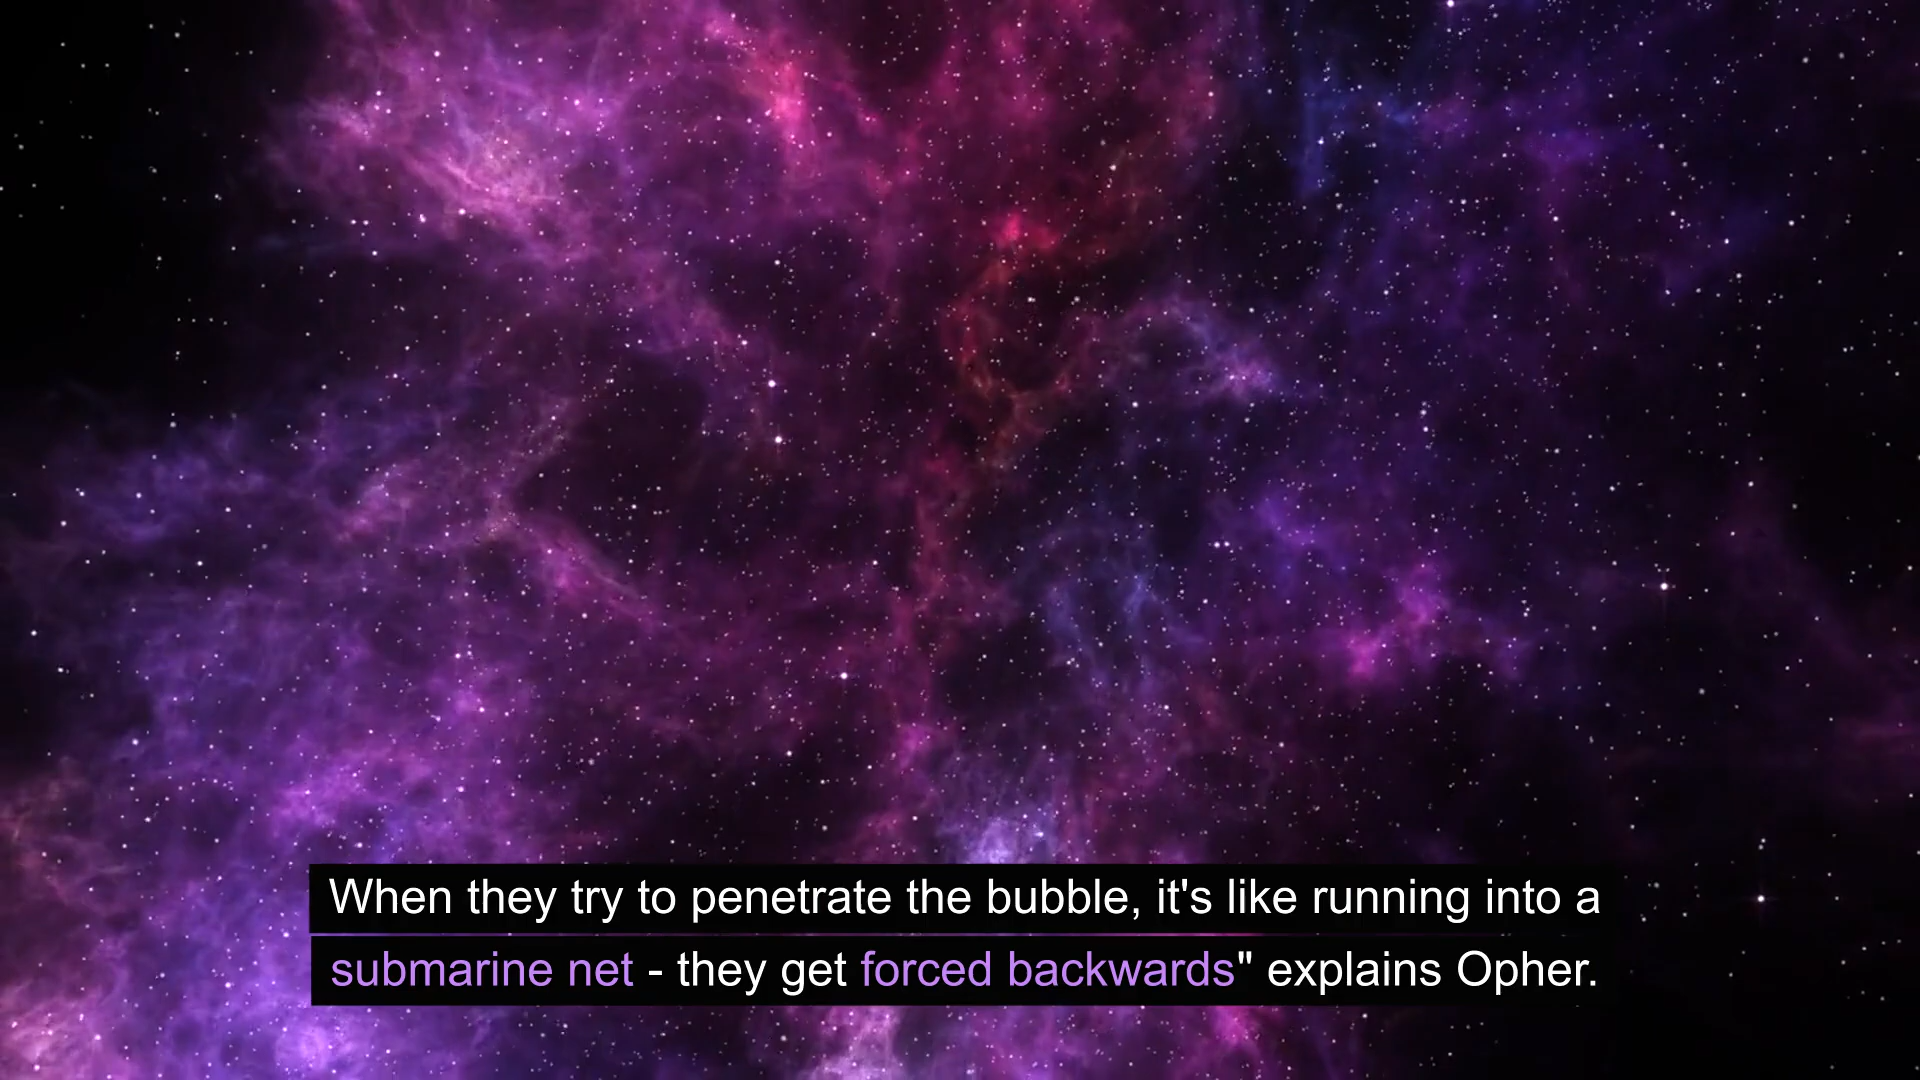 When they try to penetrate the bubble, it's like running into a
submarine net - they get forced backwards" explains Opher.